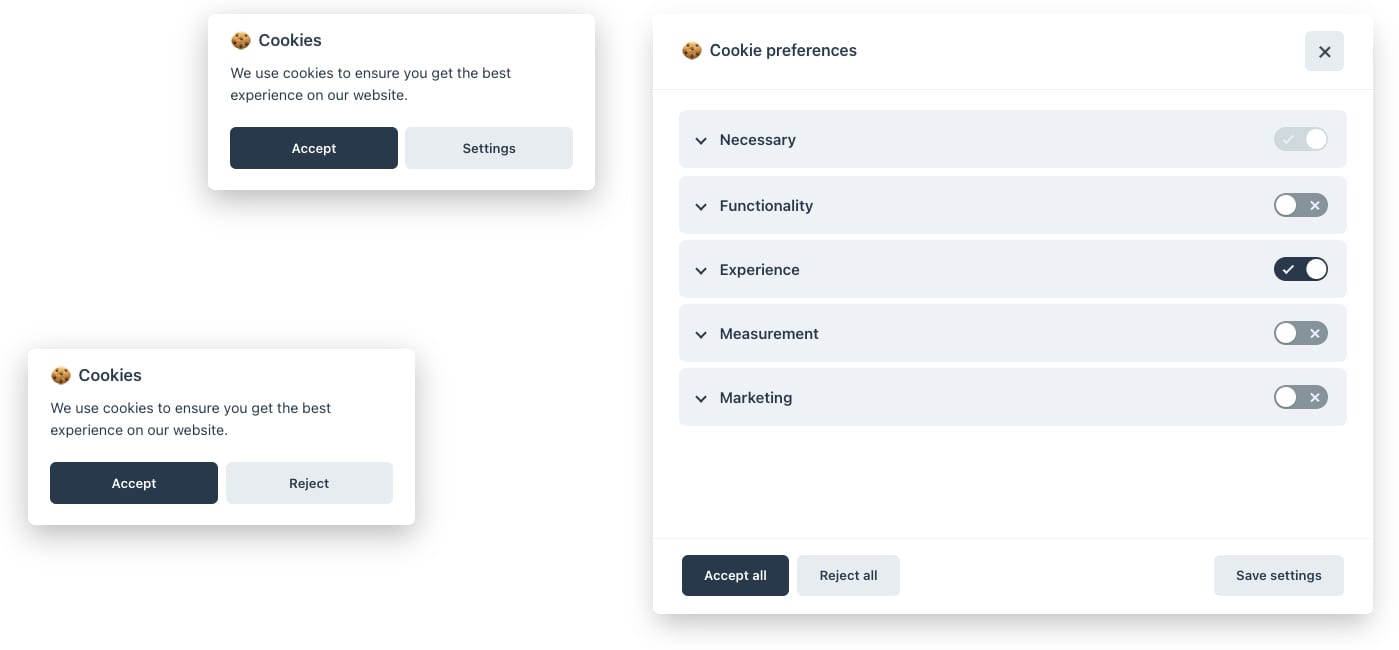 Cookies
We use cookies to ensure you get the best
experience on our website.
Accept
Settings
Cookies
We use cookies to ensure you get the best
experience on our website.
Accept
Reject
Cookie preferences
Necessary
Functionality
Experience
Measurement
Marketing
Accept all
Reject all
Save settings